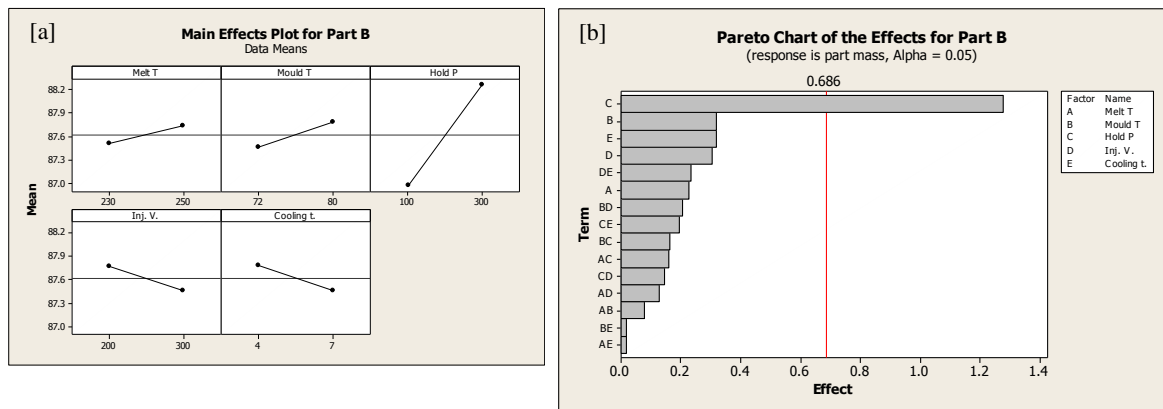 [a]
Main Effects Plot for Part B
Data Means
Melt T Mould T Hold P
88.2
87.9
87.6
87.3
87.0
230 250 72 80 100 300
Mean
Inj. V. Cooling t.
88.2
87.9
87.6
87.3
87.0
200 300 4 7
[b]
Pareto Chart of the Effects for Part B
(response is part mass, Alpha = 0.05)
0.686
Term
C
B
E
D
DE
A
BD
CE
BC
AC
CD
AD
AB
BE
AE
0.0 0.2 0.4 0.6 0.8 1.0 1.2 1.4
Effect
Factor Name
A Melt T
B Mould T
C Hold P
D Inj. V.
E Cooling t.